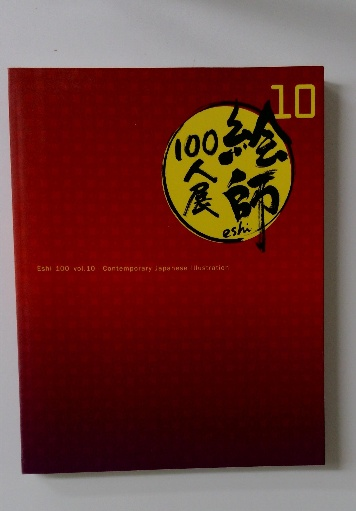 10
絵師
100人展
eshi
Eshi 100 vol.10 Contemporary Japanese Illustration